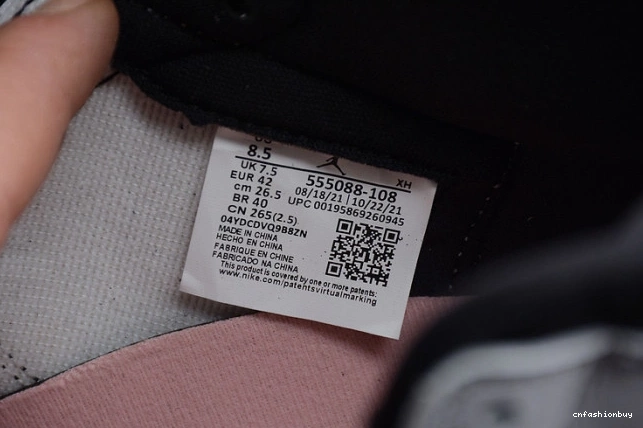 8.5
UK 7.5
EUR 42
cm 26.5
BR 40
CN 265(2.5)
555088-108 XH
08/18/21 | 10/22/21
UPC 00195869260945
04YDCDVQ9B8ZN
MADE IN CHINA
HECHO EN CHINA
FABRIQUE EN CHINE
FABRICADO NA CHINA
This product is covered by one or more patents:
www.nike.com/patentsvirtualmarking
cnfashionbuy